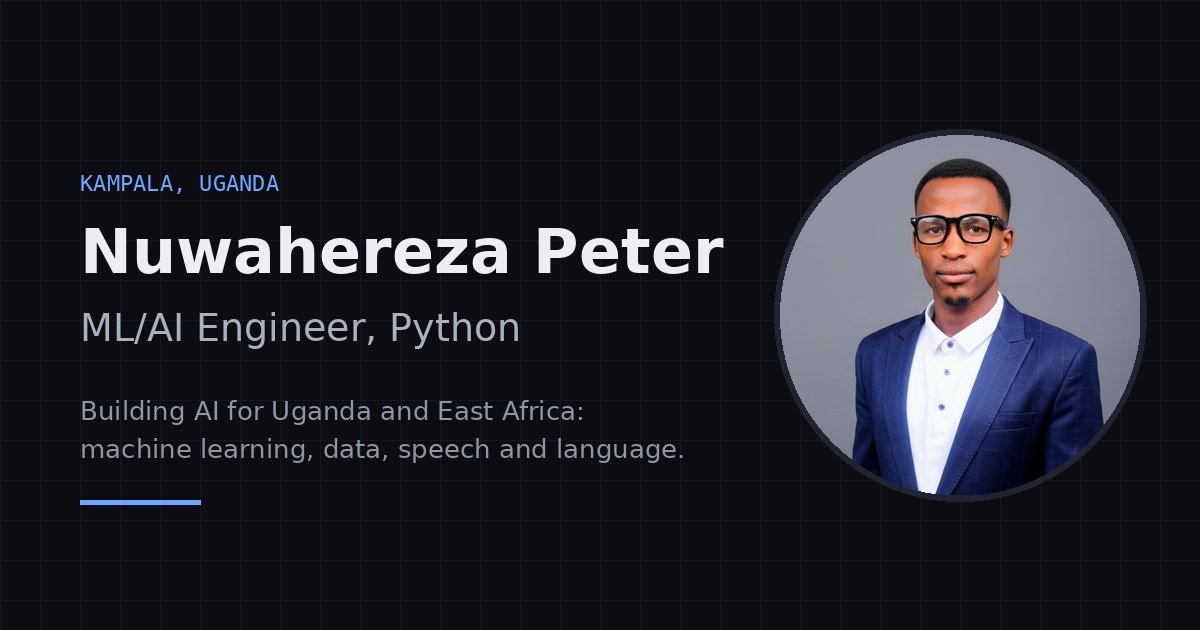 KAMPALA, UGANDA
Nuwahereza Peter
ML/AI Engineer, Python
Building AI for Uganda and East Africa:
machine learning, data, speech and language.